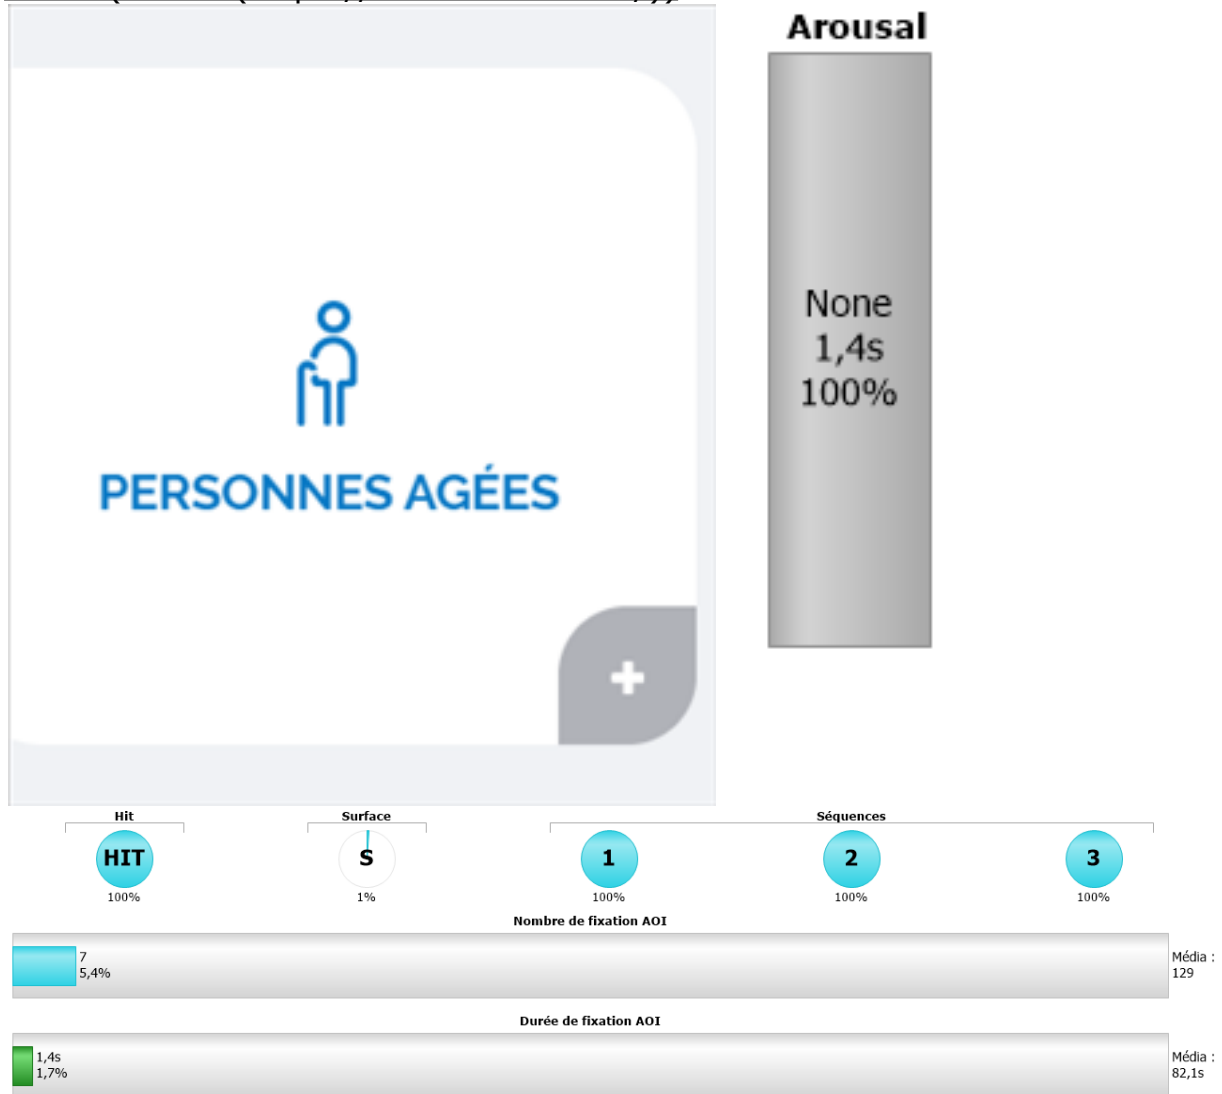 Arousal
None
1,4s
100%
PERSONNES AGÉES
Hit
Surface
Séquences
HIT
S
1
2
3
100%
1%
100%
100%
100%
Nombre de fixation AOI
7
5,4%
Média :
129
Durée de fixation AOI
1,4s
1,7%
Média :
82,1s